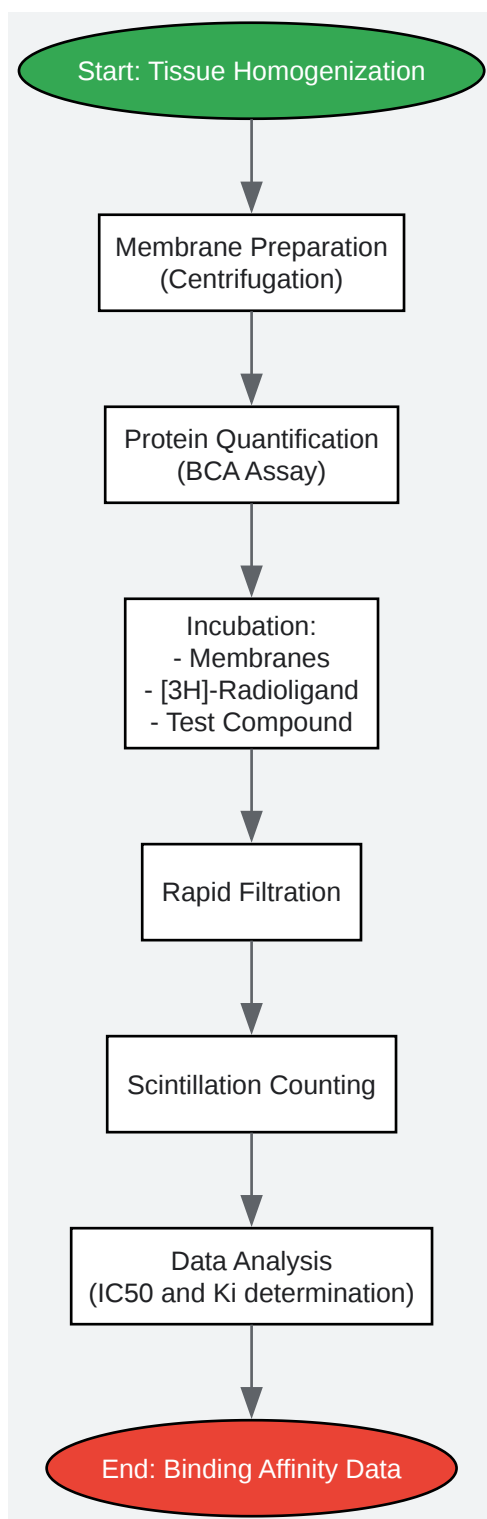 Start: Tissue Homogenization
Membrane Preparation
(Centrifugation)
Protein Quantification
(BCA Assay)
Incubation:
- Membranes
- [3H]-Radioligand
- Test Compound
Rapid Filtration
Scintillation Counting
Data Analysis
(IC50 and Ki determination)
End: Binding Affinity Data